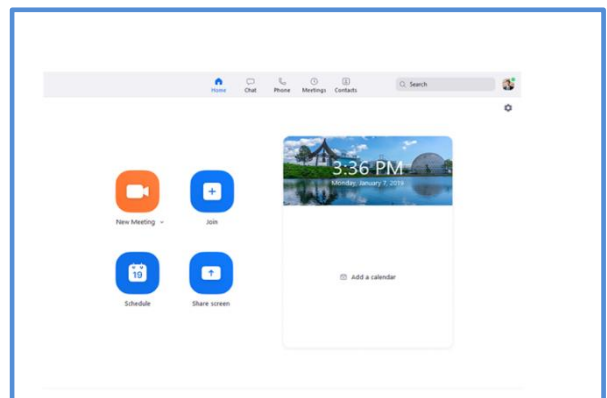 Home Chat Phone Meetings Contacts Search
3:36 PM
Monday, January 7, 2019
New Meeting
Join
19
Schedule
Share screen
Add a calendar